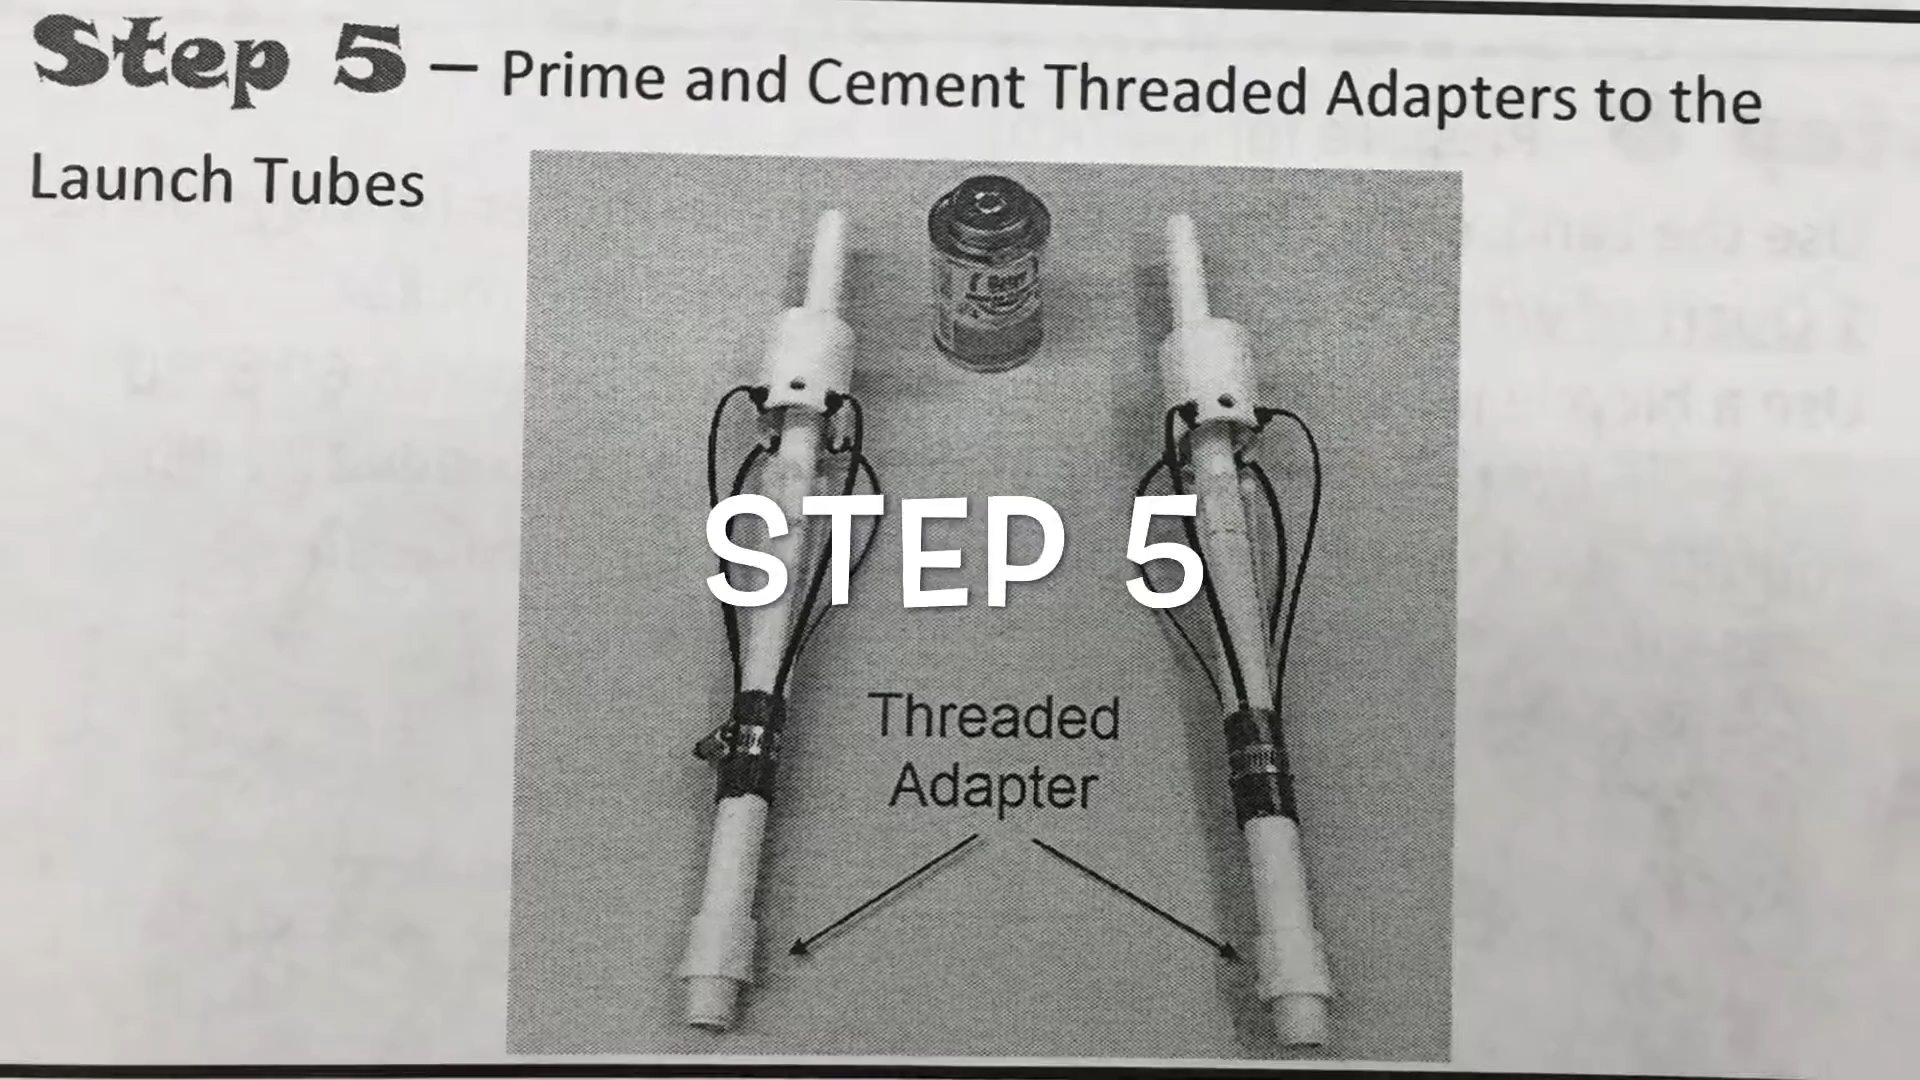 Step 5 – Prime and Cement Threaded Adapters to the
Launch Tubes
STEP 5
Threaded
Adapter